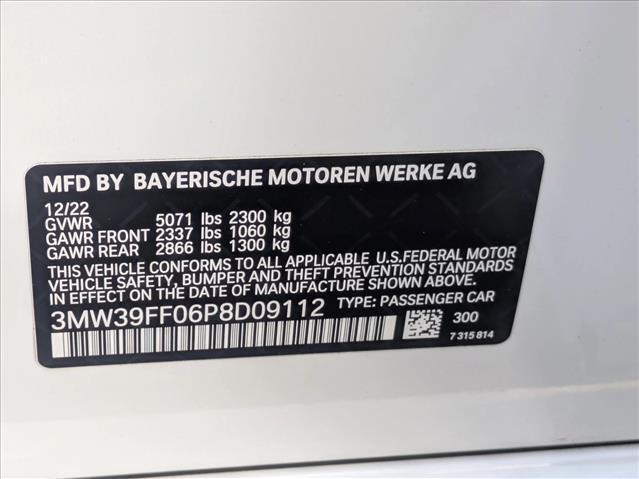 MFD BY BAYERISCHE MOTOREN WERKE AG
12/22
GVWR 5071 lbs 2300 kg
GAWR FRONT 2337 lbs 1060 kg
GAWR REAR 2866 lbs 1300 kg
THIS VEHICLE CONFORMS TO ALL APPLICABLE U.S.FEDERAL MOTOR
VEHICLE SAFETY, BUMPER AND THEFT PREVENTION STANDARDS
IN EFFECT ON THE DATE OF MANUFACTURE SHOWN ABOVE.
3MW39FF06P8D09112 TYPE: PASSENGER CAR
300
7 315 814